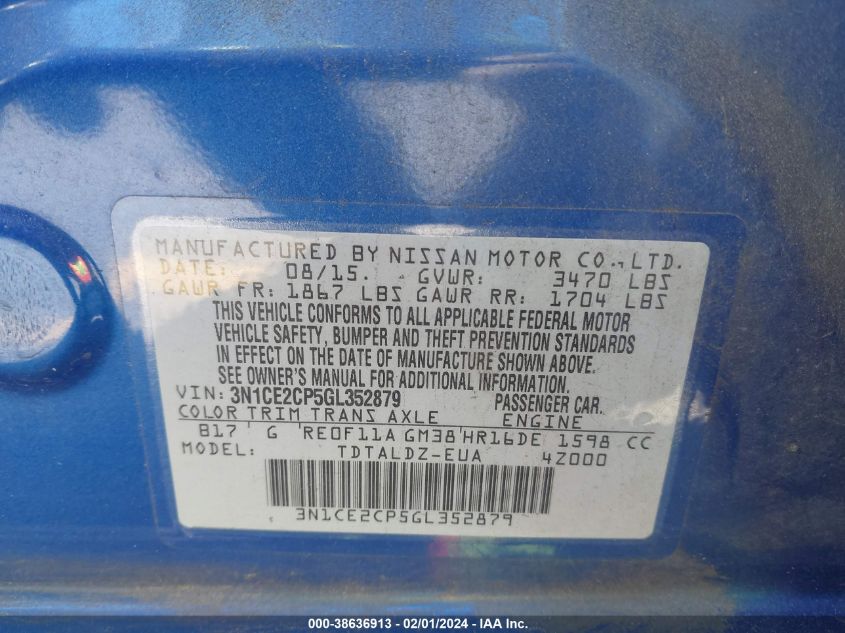 MANUFACTURED BY NISSAN MOTOR CO., LTD.
DATE: 08/15. GVWR: 3470 LBS
GAWR FR: 1867 LBS GAWR RR: 1704 LBS
THIS VEHICLE CONFORMS TO ALL APPLICABLE FEDERAL MOTOR
VEHICLE SAFETY, BUMPER AND THEFT PREVENTION STANDARDS
IN EFFECT ON THE DATE OF MANUFACTURE SHOWN ABOVE.
SEE OWNER'S MANUAL FOR ADDITIONAL INFORMATION.
VIN: 3N1CE2CP5GL352879 PASSENGER CAR.
COLOR TRIM TRANS AXLE ENGINE
B17 G RE0F11A GM38 HR16DE 1598 CC
MODEL: TDTALDZ-EUA 4Z000
3N1CE2CP5GL352879
000-38636913 - 02/01/2024 - IAA Inc.